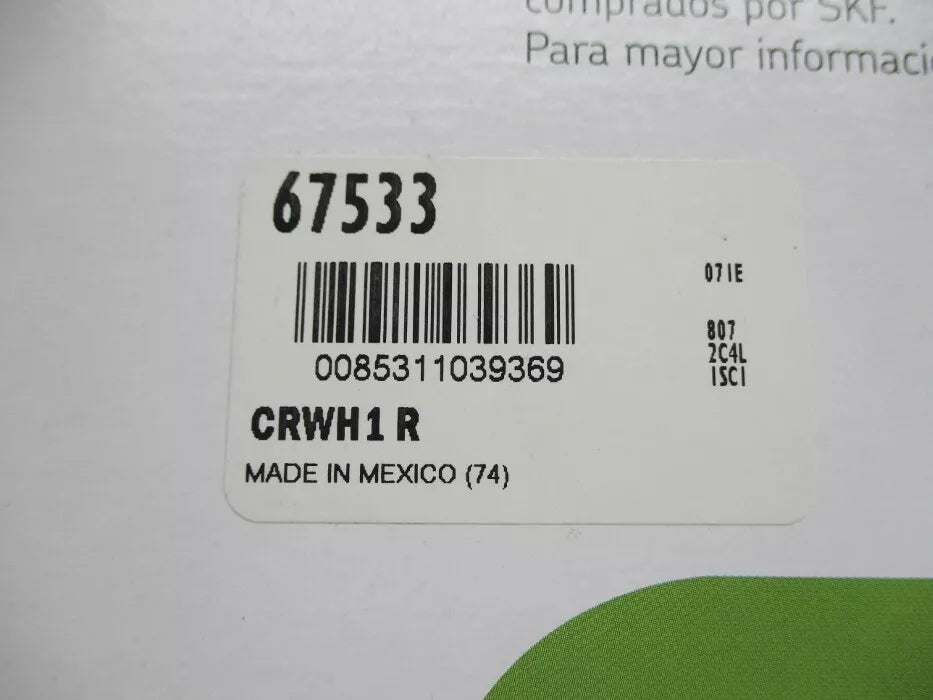 comprados por SKF.
Para mayor informaci
67533
071E
0085311039369
807
2C4L
1SC1
CRWH1 R
MADE IN MEXICO (74)